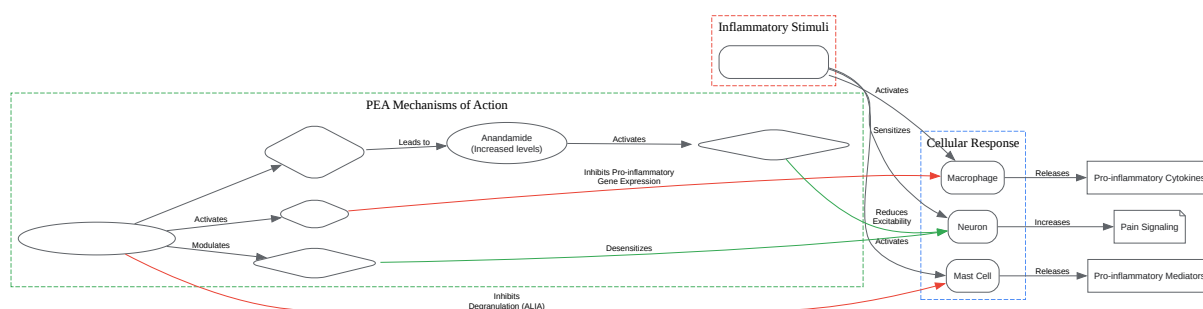 Inflammatory Stimuli
PEA Mechanisms of Action
Activates
Sensitizes
Cellular Response
Leads to
Anandamide
(Increased levels)
Activates
Inhibits Pro-inflammatory
Gene Expression
Macrophage
Releases
Pro-inflammatory Cytokines
Activates
Modulates
Desensitizes
Reduces
Excitability
Activates
Neuron
Increases
Pain Signaling
Mast Cell
Releases
Pro-inflammatory Mediators
Inhibits
Degranulation (ALIA)